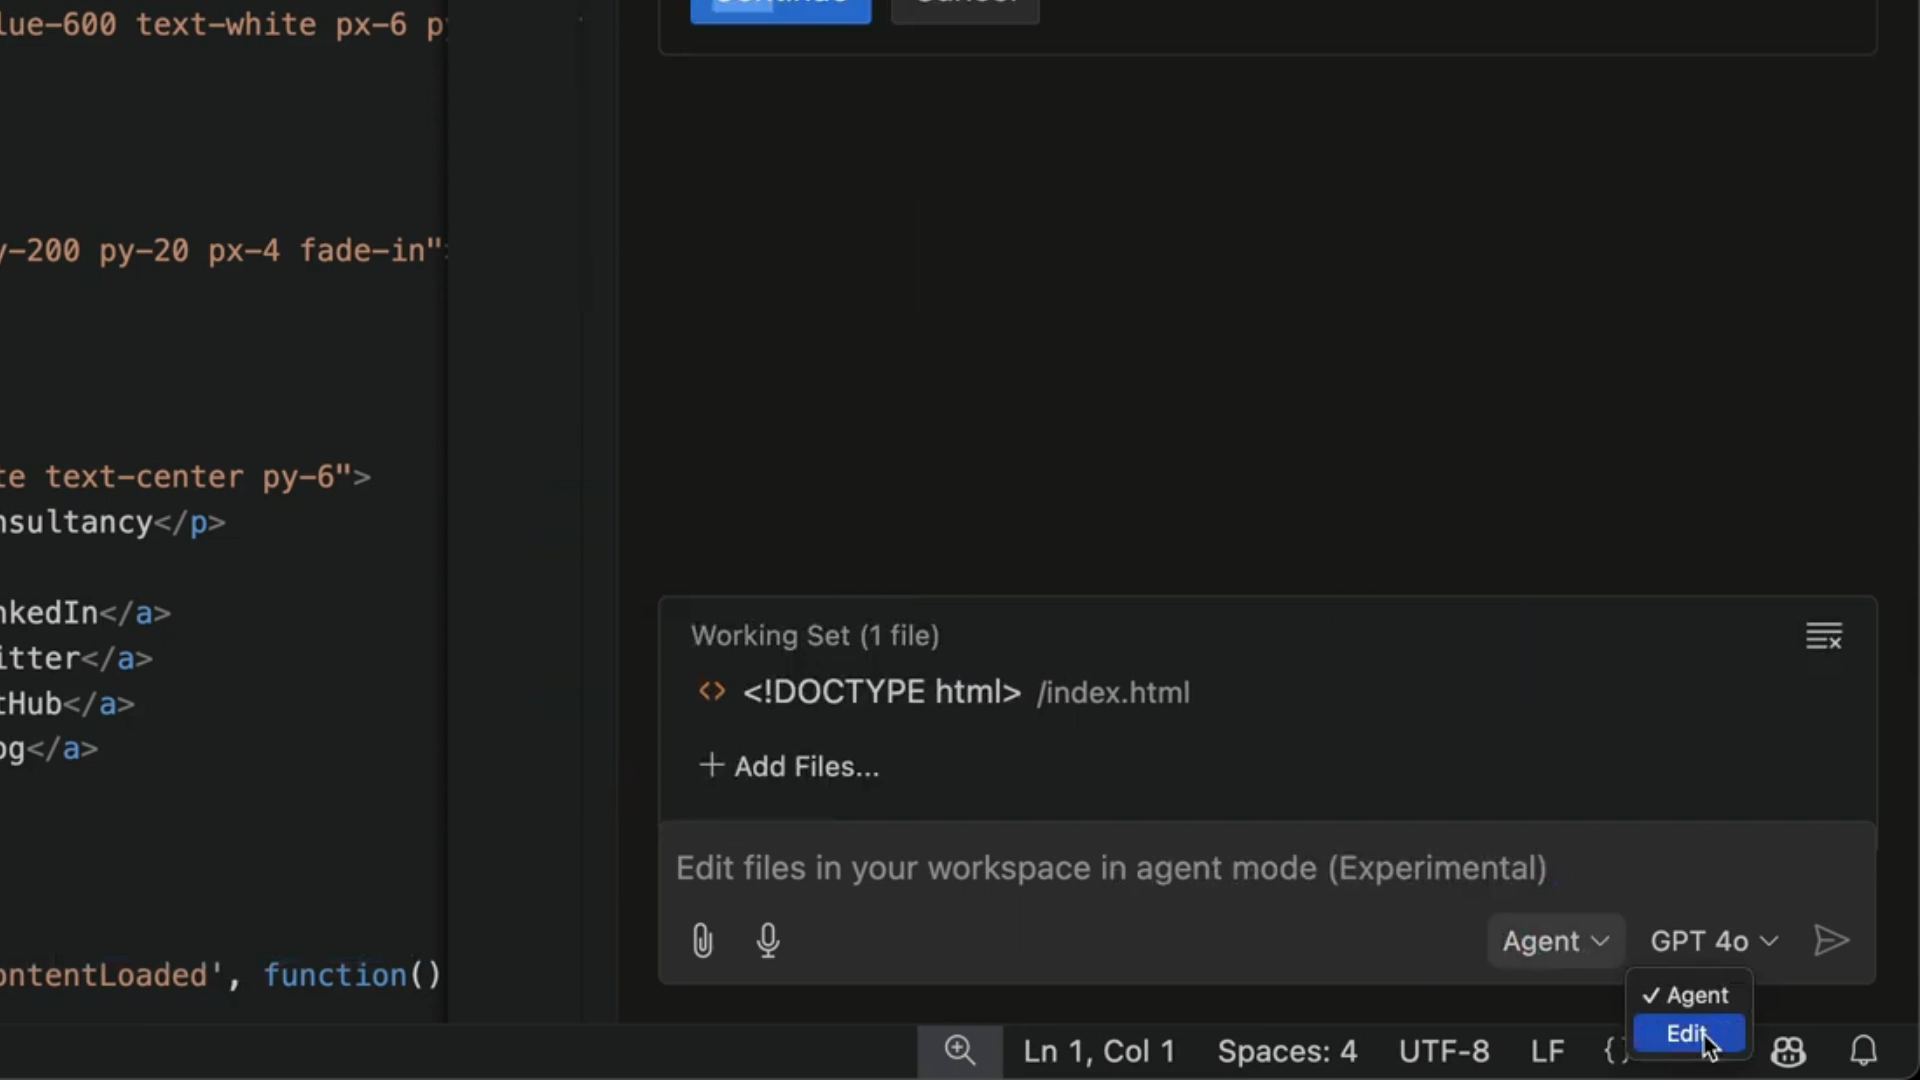 lue-600 text-white px-6 p
y-200 py-20 px-4 fade-in"
te text-center py-6">
nsultancy</p>
nkedIn</a>
itter</a>
tHub</a>
og</a>
ontentLoaded', function()
Continue Cancel
Working Set (1 file)
<> <!DOCTYPE html> /index.html
+ Add Files...
Edit files in your workspace in agent mode (Experimental)
Agent GPT 4o
✓ Agent
Edit
Ln 1, Col 1 Spaces: 4 UTF-8 LF {}